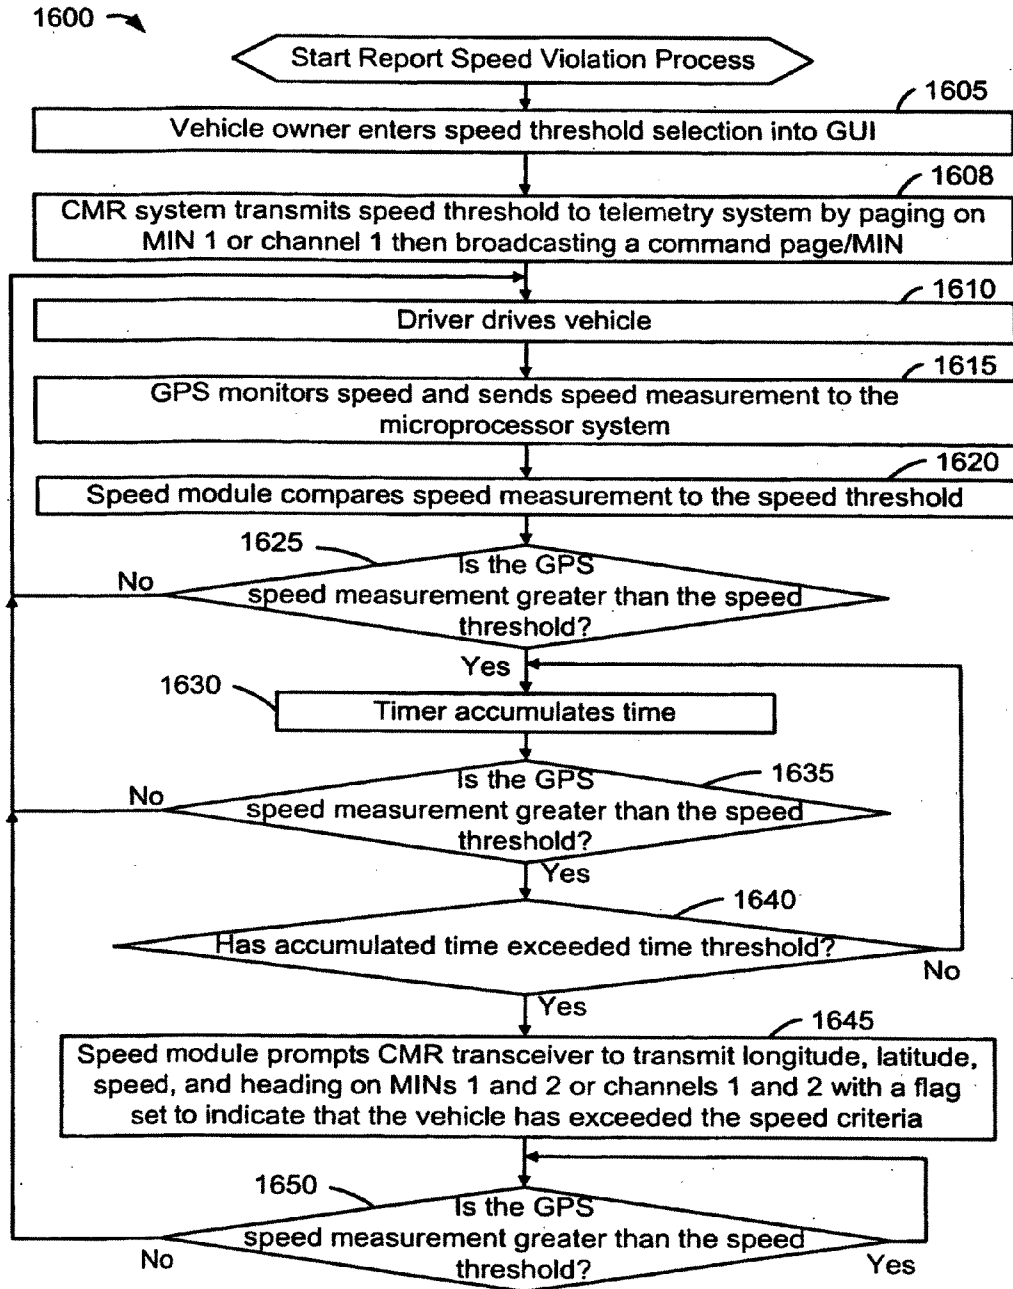 1600
Start Report Speed Violation Process
1605
Vehicle owner enters speed threshold selection into GUI
1608
CMR system transmits speed threshold to telemetry system by paging on
MIN 1 or channel 1 then broadcasting a command page/MIN
1610
Driver drives vehicle
1615
GPS monitors speed and sends speed measurement to the
microprocessor system
1620
Speed module compares speed measurement to the speed threshold
1625
Is the GPS
No
speed measurement greater than the speed
threshold?
Yes
1630
Timer accumulates time
Is the GPS
1635
No
speed measurement greater than the speed
threshold?
Yes
1640
Has accumulated time exceeded time threshold?
No
Yes
1645
Speed module prompts CMR transceiver to transmit longitude, latitude,
speed, and heading on MINs 1 and 2 or channels 1 and 2 with a flag
set to indicate that the vehicle has exceeded the speed criteria
1650
Is the GPS
speed measurement greater than the speed
No
Yes
threshold?